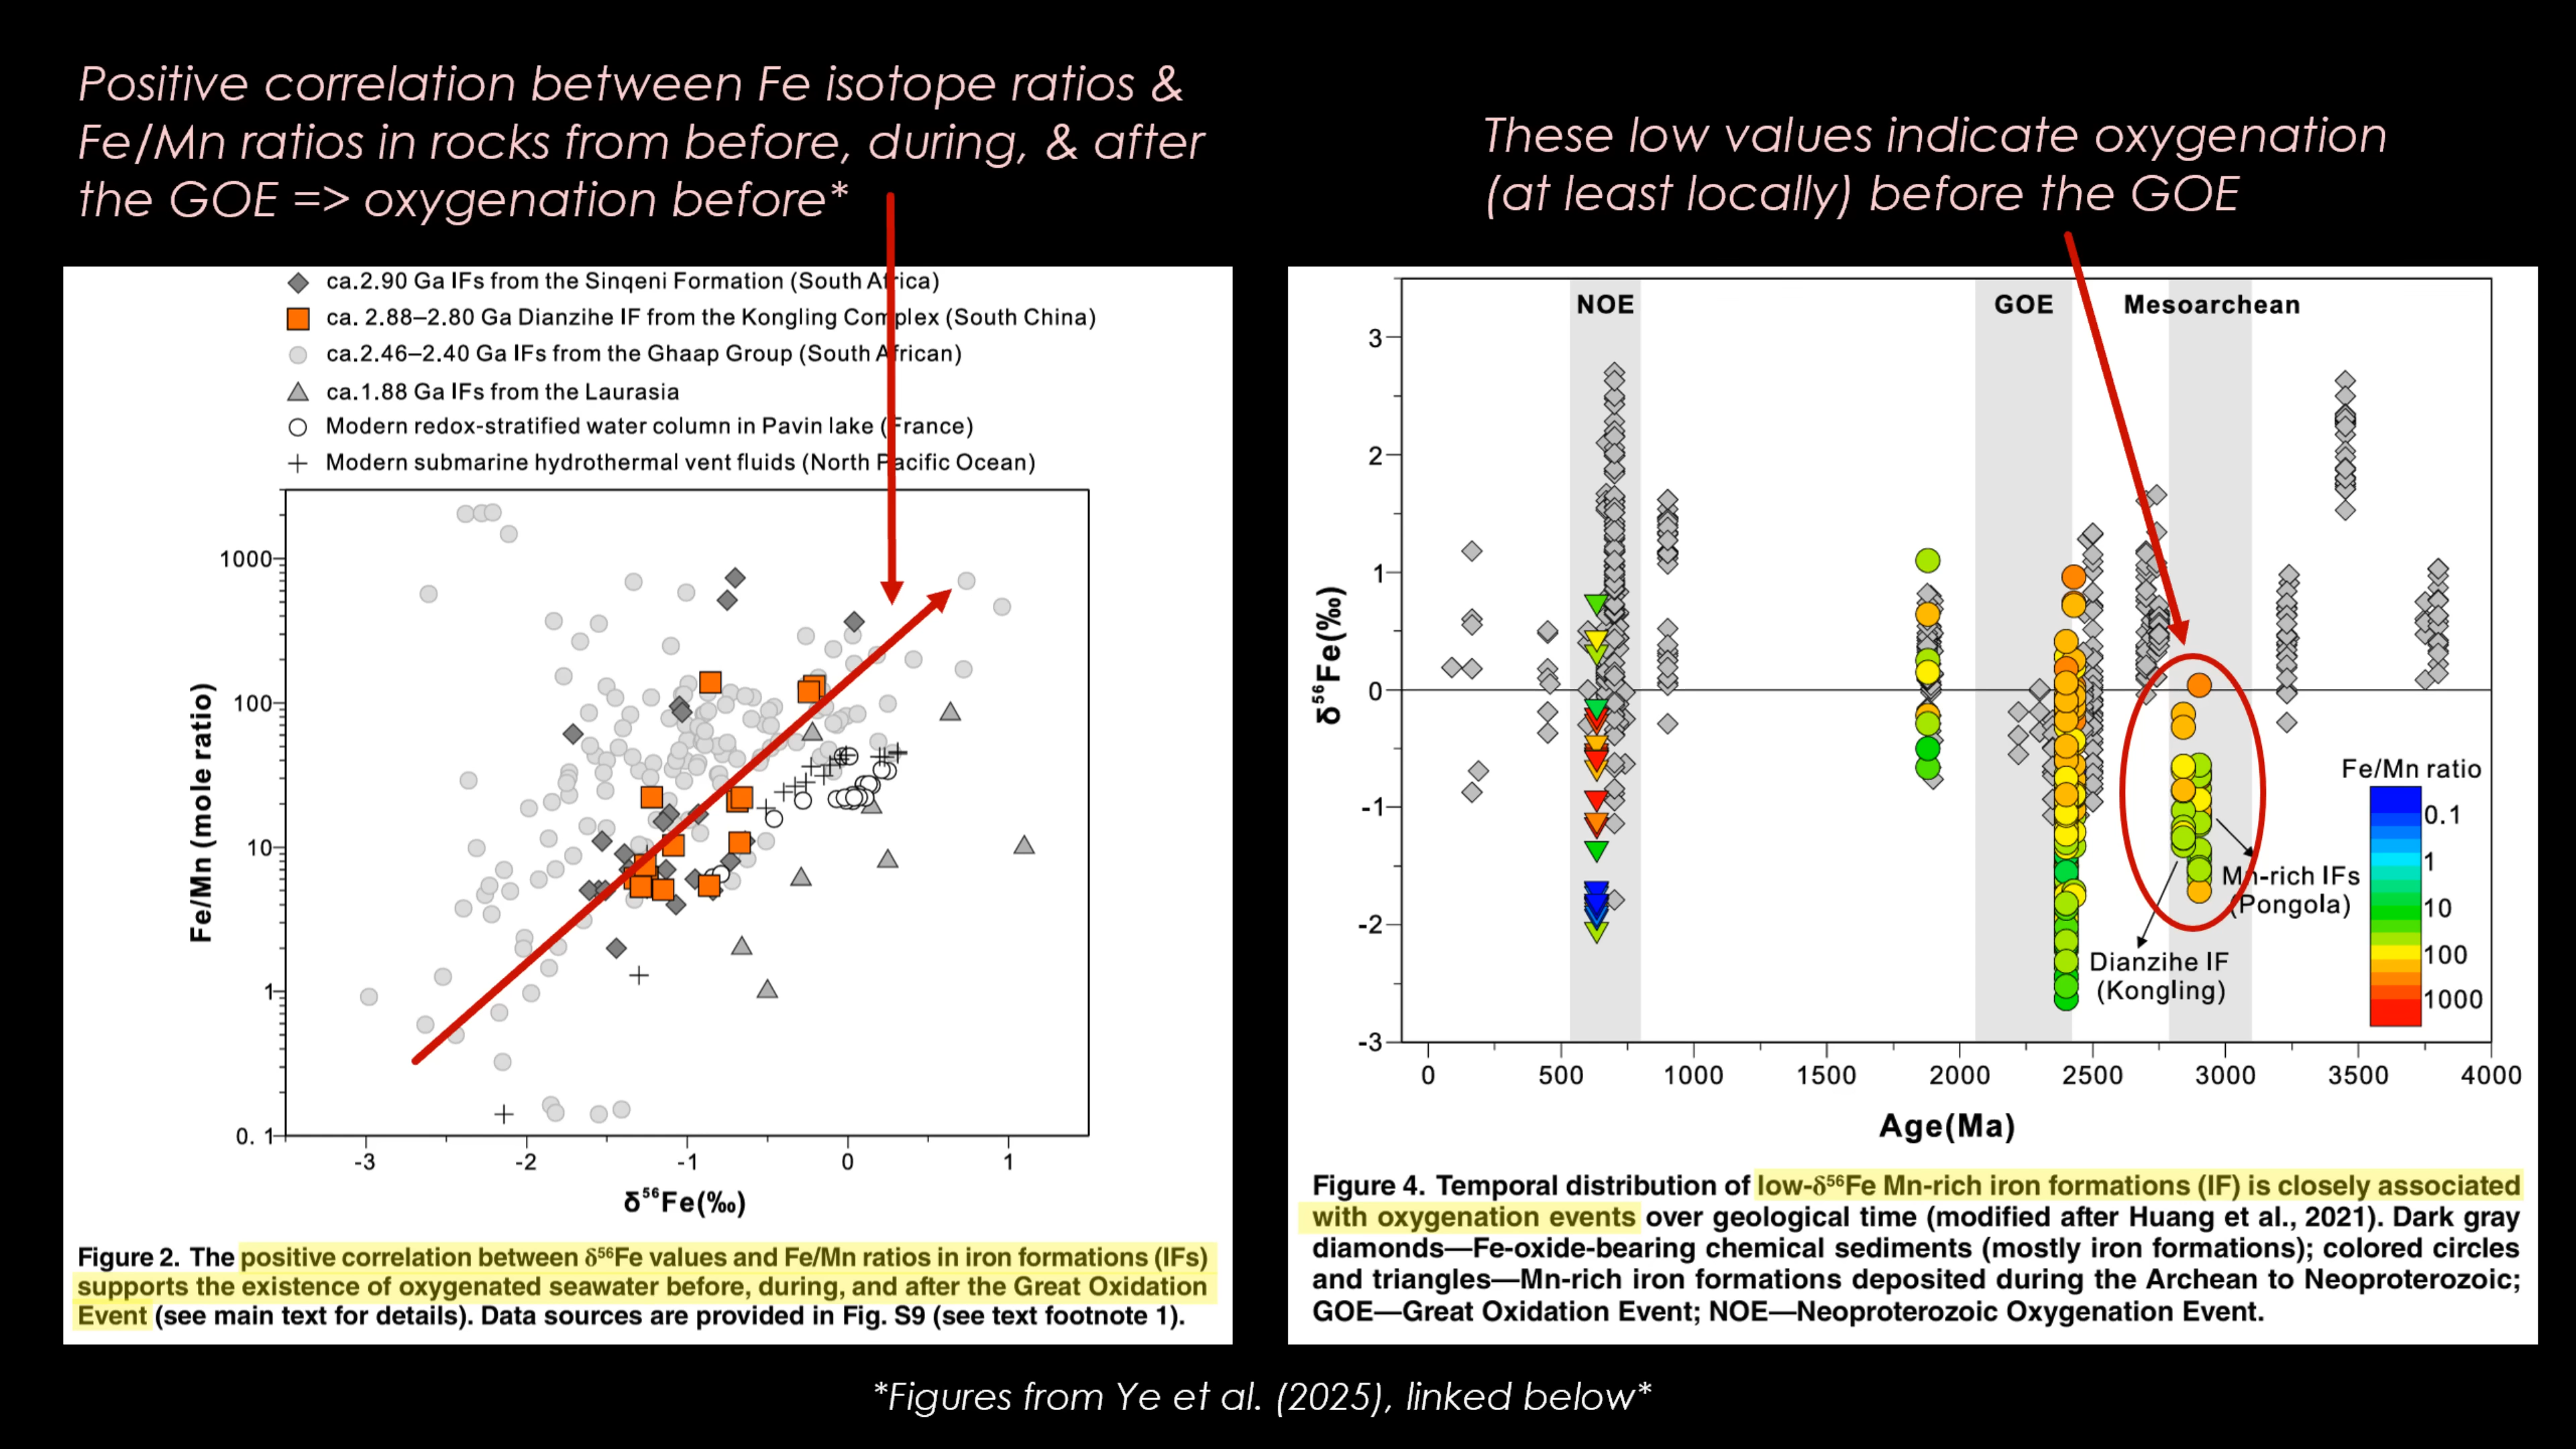 Positive correlation between Fe isotope ratios &
Fe/Mn ratios in rocks from before, during, & after
the GOE => oxygenation before*
These low values indicate oxygenation
(at least locally) before the GOE
ca.2.90 Ga IFs from the Sinqeni Formation (South Africa)
ca. 2.88–2.80 Ga Dianzihe IF from the Kongling Complex (South China)
ca.2.46–2.40 Ga IFs from the Ghaap Group (South African)
ca.1.88 Ga IFs from the Laurasia
Modern redox-stratified water column in Pavin lake (France)
Modern submarine hydrothermal vent fluids (North Pacific Ocean)
Fe/Mn (mole ratio)
1000
100
10
1
0. 1
-3 -2 -1 0 1
δ⁵⁶Fe(‰)
Figure 2. The positive correlation between δ⁵⁶Fe values and Fe/Mn ratios in iron formations (IFs)
supports the existence of oxygenated seawater before, during, and after the Great Oxidation
Event (see main text for details). Data sources are provided in Fig. S9 (see text footnote 1).
NOE GOE Mesoarchean
δ⁵⁶Fe(‰)
3
2
1
0
-1
-2
-3
Fe/Mn ratio
0.1
1
10
100
1000
Mn-rich IFs
(Pongola)
Dianzihe IF
(Kongling)
0 500 1000 1500 2000 2500 3000 3500 4000
Age(Ma)
Figure 4. Temporal distribution of low-δ⁵⁶Fe Mn-rich iron formations (IF) is closely associated
with oxygenation events over geological time (modified after Huang et al., 2021). Dark gray
diamonds—Fe-oxide-bearing chemical sediments (mostly iron formations); colored circles
and triangles—Mn-rich iron formations deposited during the Archean to Neoproterozoic;
GOE—Great Oxidation Event; NOE—Neoproterozoic Oxygenation Event.
*Figures from Ye et al. (2025), linked below*